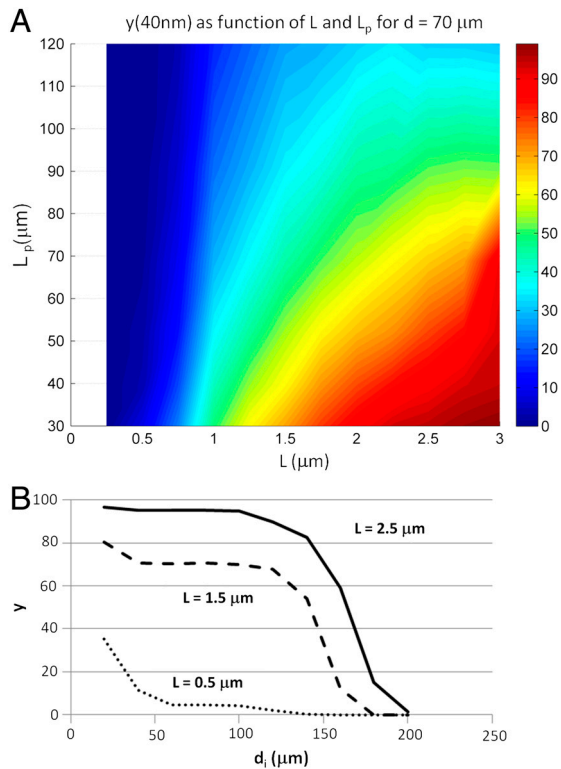 A
y(40nm) as function of L and Lp for d = 70 μm
120
110
100
90
80
70
60
50
40
30
Lp(μm)
0 0.5 1 1.5 2 2.5 3
L (μm)
90
80
70
60
50
40
30
20
10
0
B
100
80
60
40
20
0
y
L = 2.5 μm
L = 1.5 μm
L = 0.5 μm
0 50 100 150 200 250
di (μm)